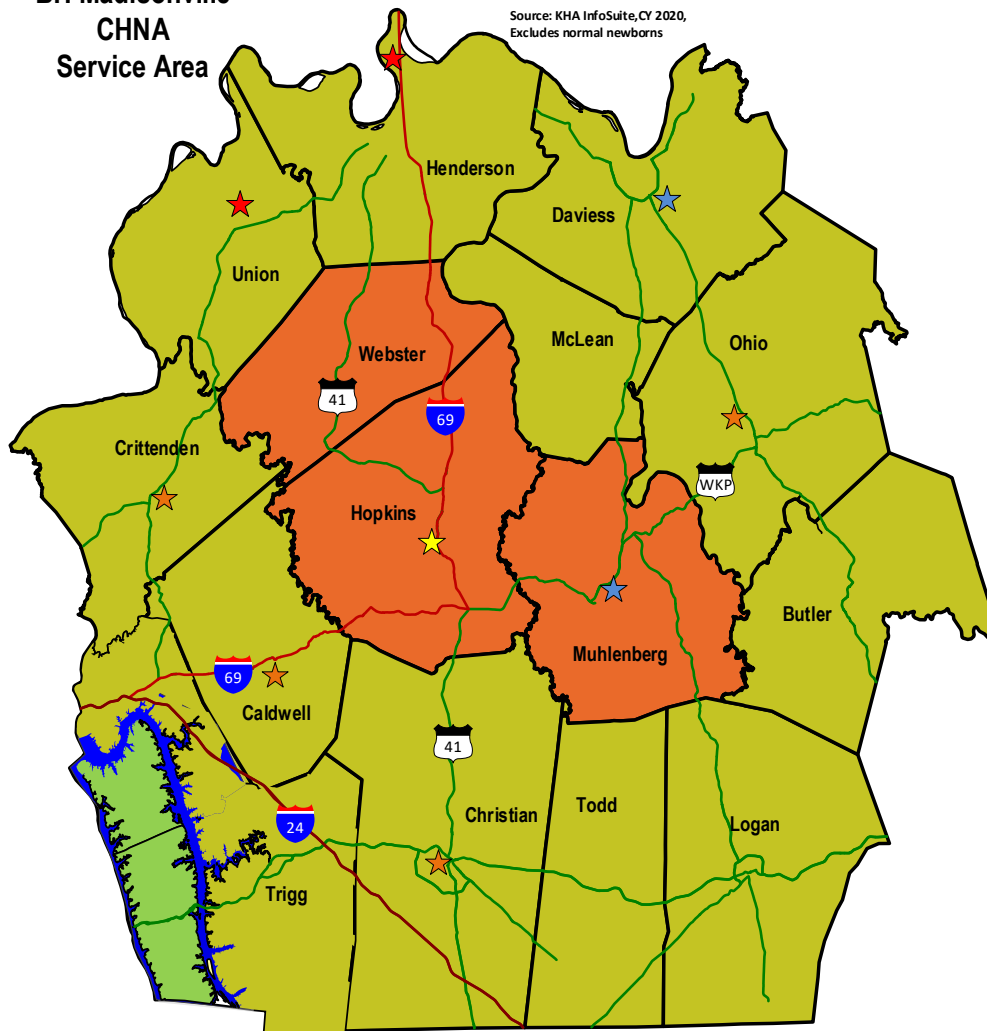 CHNA
Service Area
Source: KHA InfoSuite,CY 2020,
Excludes normal newborns
Henderson
Daviess
Union
McLean
Ohio
Webster
41
69
Crittenden
WKP
Hopkins
Butler
Muhlenberg
69
Caldwell
41
Christian
Todd
Logan
24
Trigg